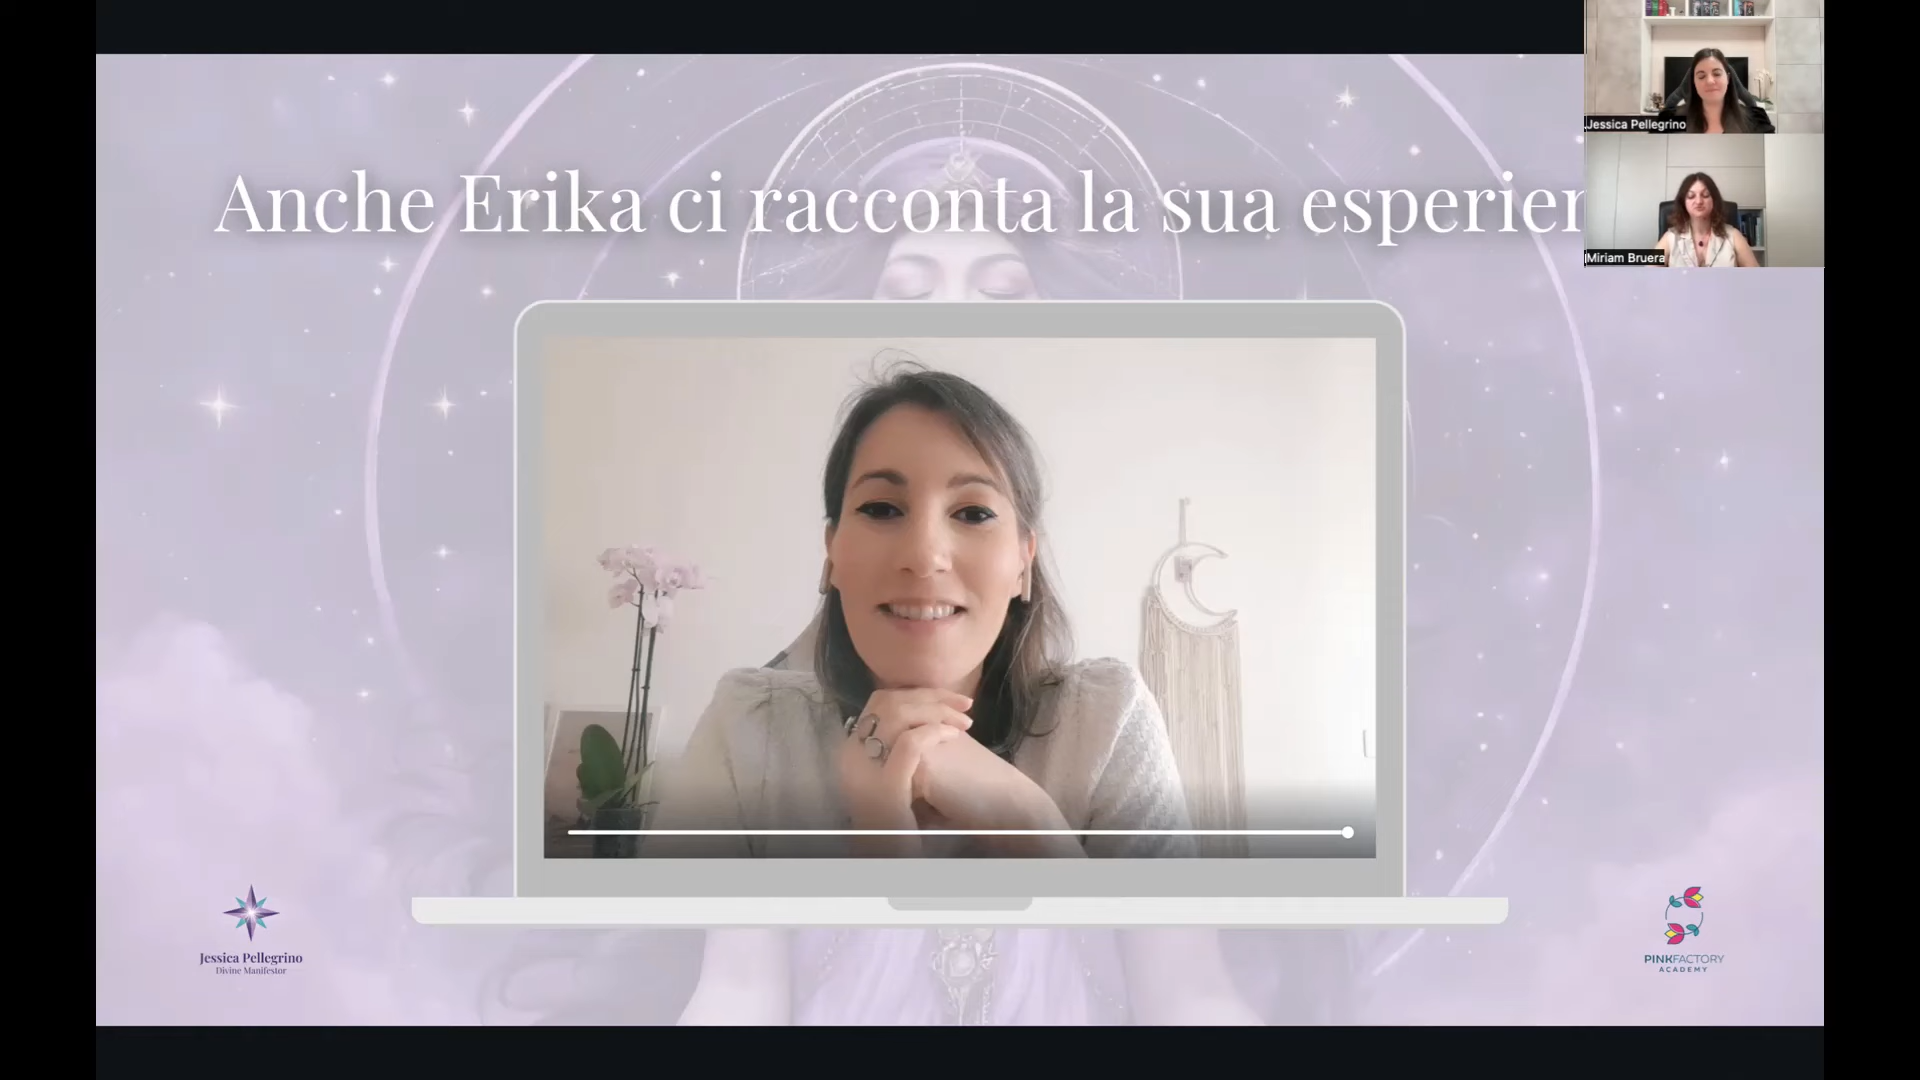 Anche Erika ci racconta la sua esperien
Jessica Pellegrino
Miriam Bruera
Jessica Pellegrino
Divine Manifestor
PINKFACTORY
ACADEMY